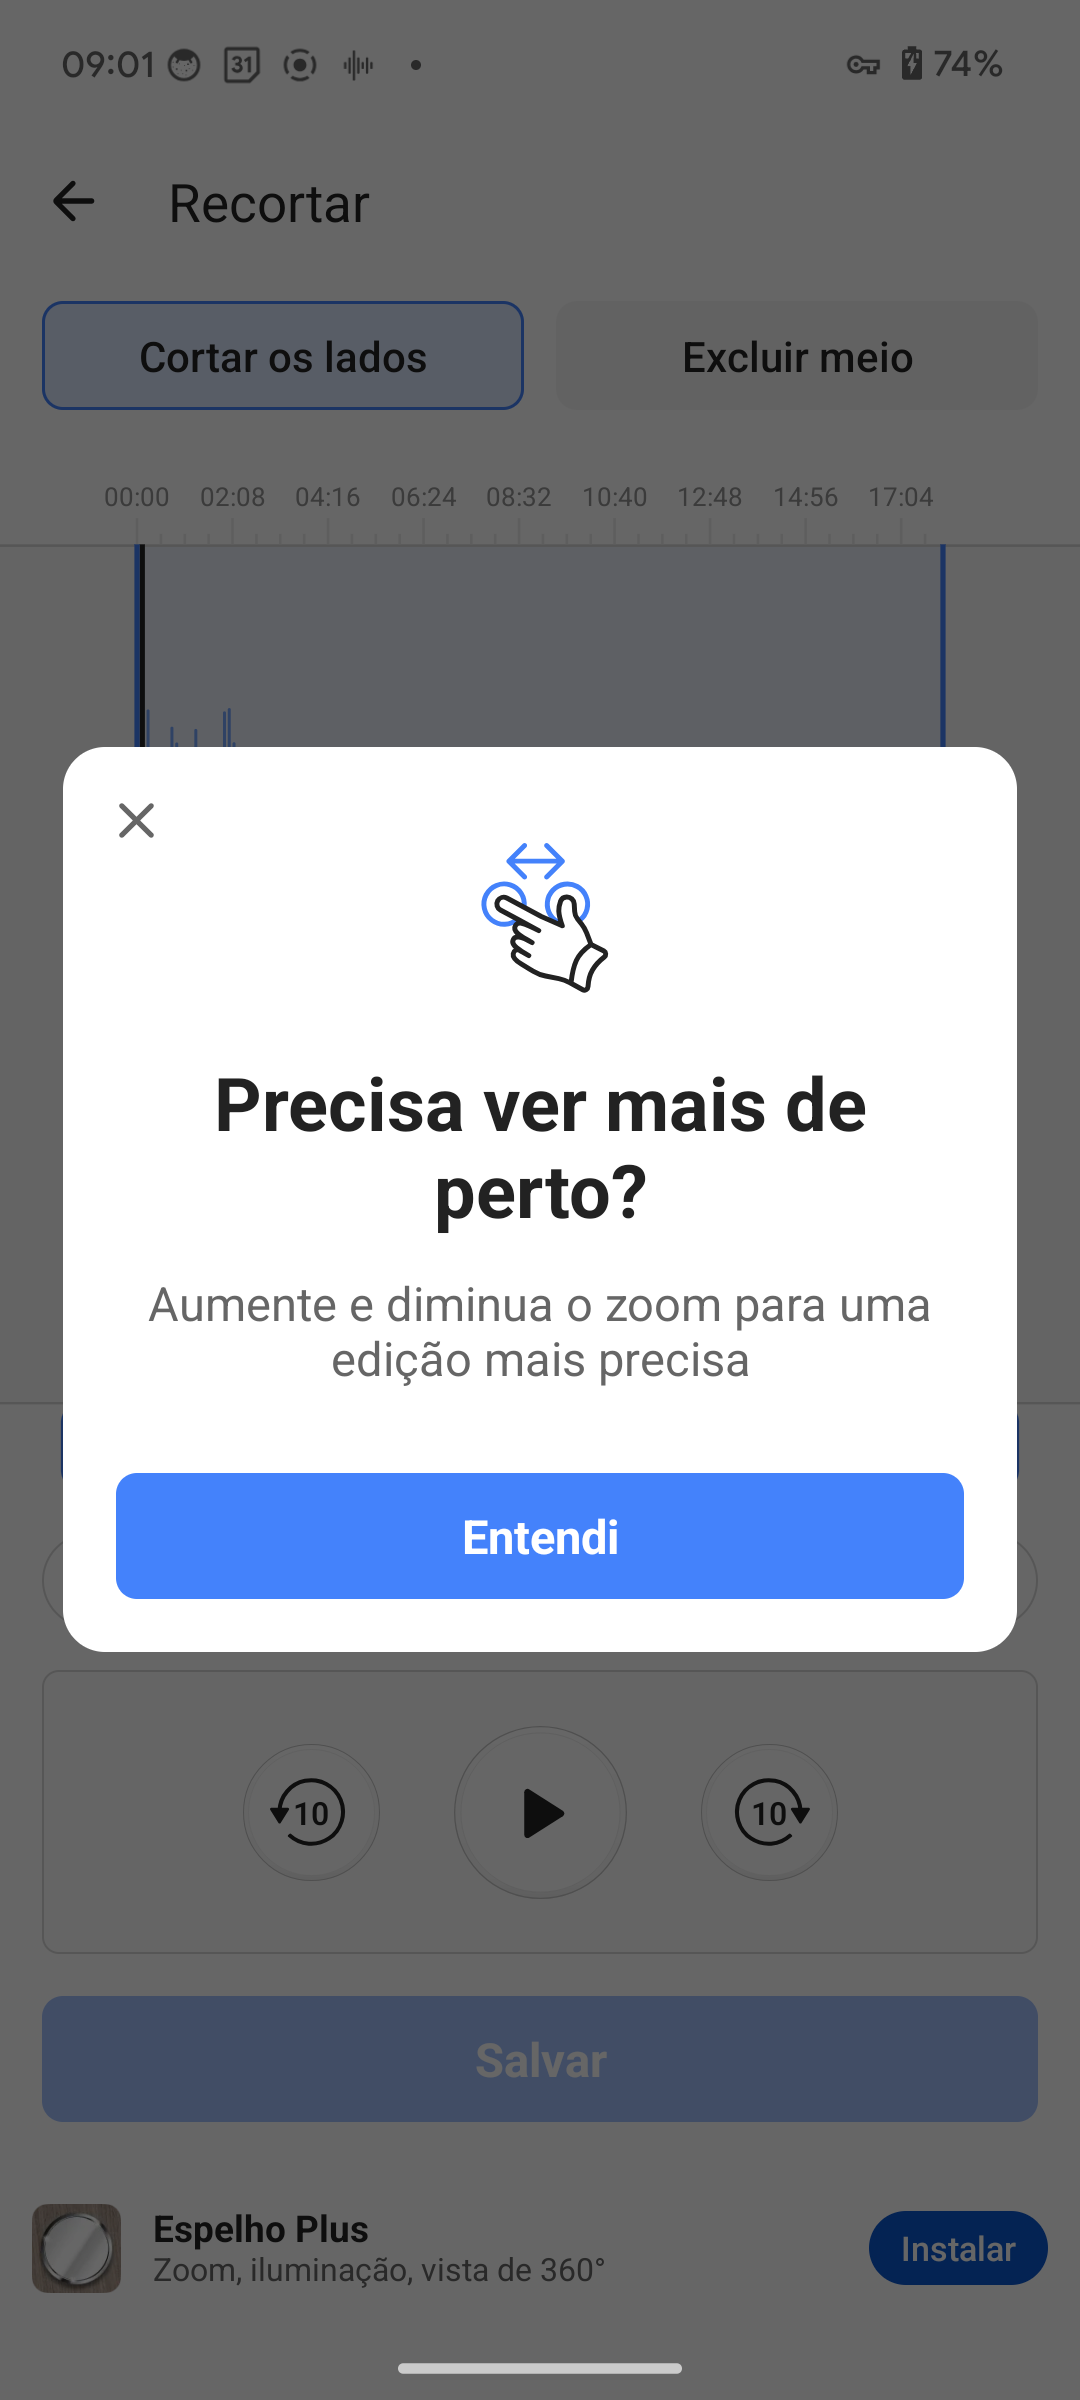 09:01 31 74%
Recortar
Cortar os lados Excluir meio
00:00 02:08 04:16 06:24 08:32 10:40 12:48 14:56 17:04
Precisa ver mais de
perto?
Aumente e diminua o zoom para uma
edição mais precisa
Entendi
10 10
Salvar
Espelho Plus
Zoom, iluminação, vista de 360°
Instalar